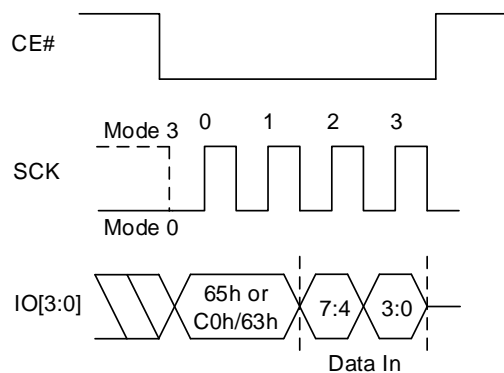 CE#
Mode 3 0 1 2 3
SCK
Mode 0
IO[3:0]
65h or
C0h/63h
7:4
3:0
Data In